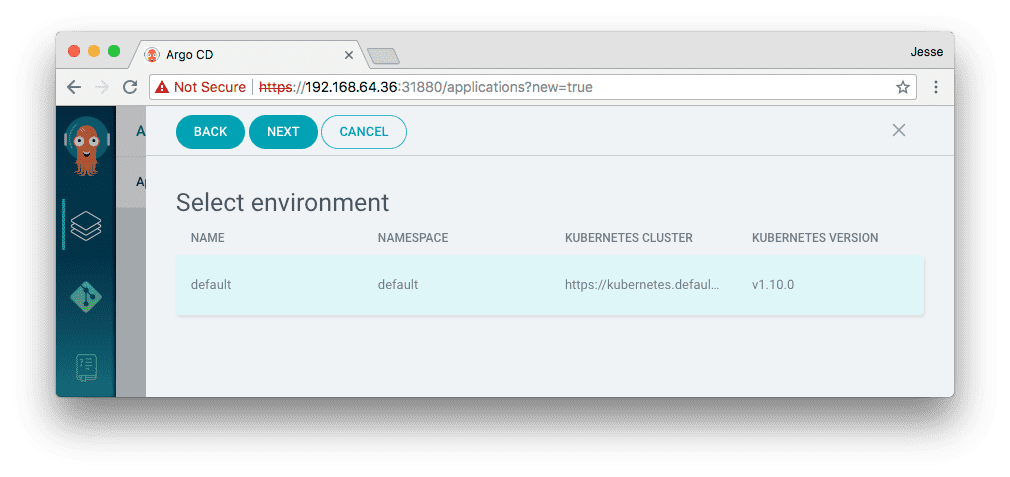 Argo CD
Jesse
Not Secure https://192.168.64.36:31880/applications?new=true
BACK NEXT CANCEL
Select environment
NAME NAMESPACE KUBERNETES CLUSTER KUBERNETES VERSION
default default https://kubernetes.defaul... v1.10.0